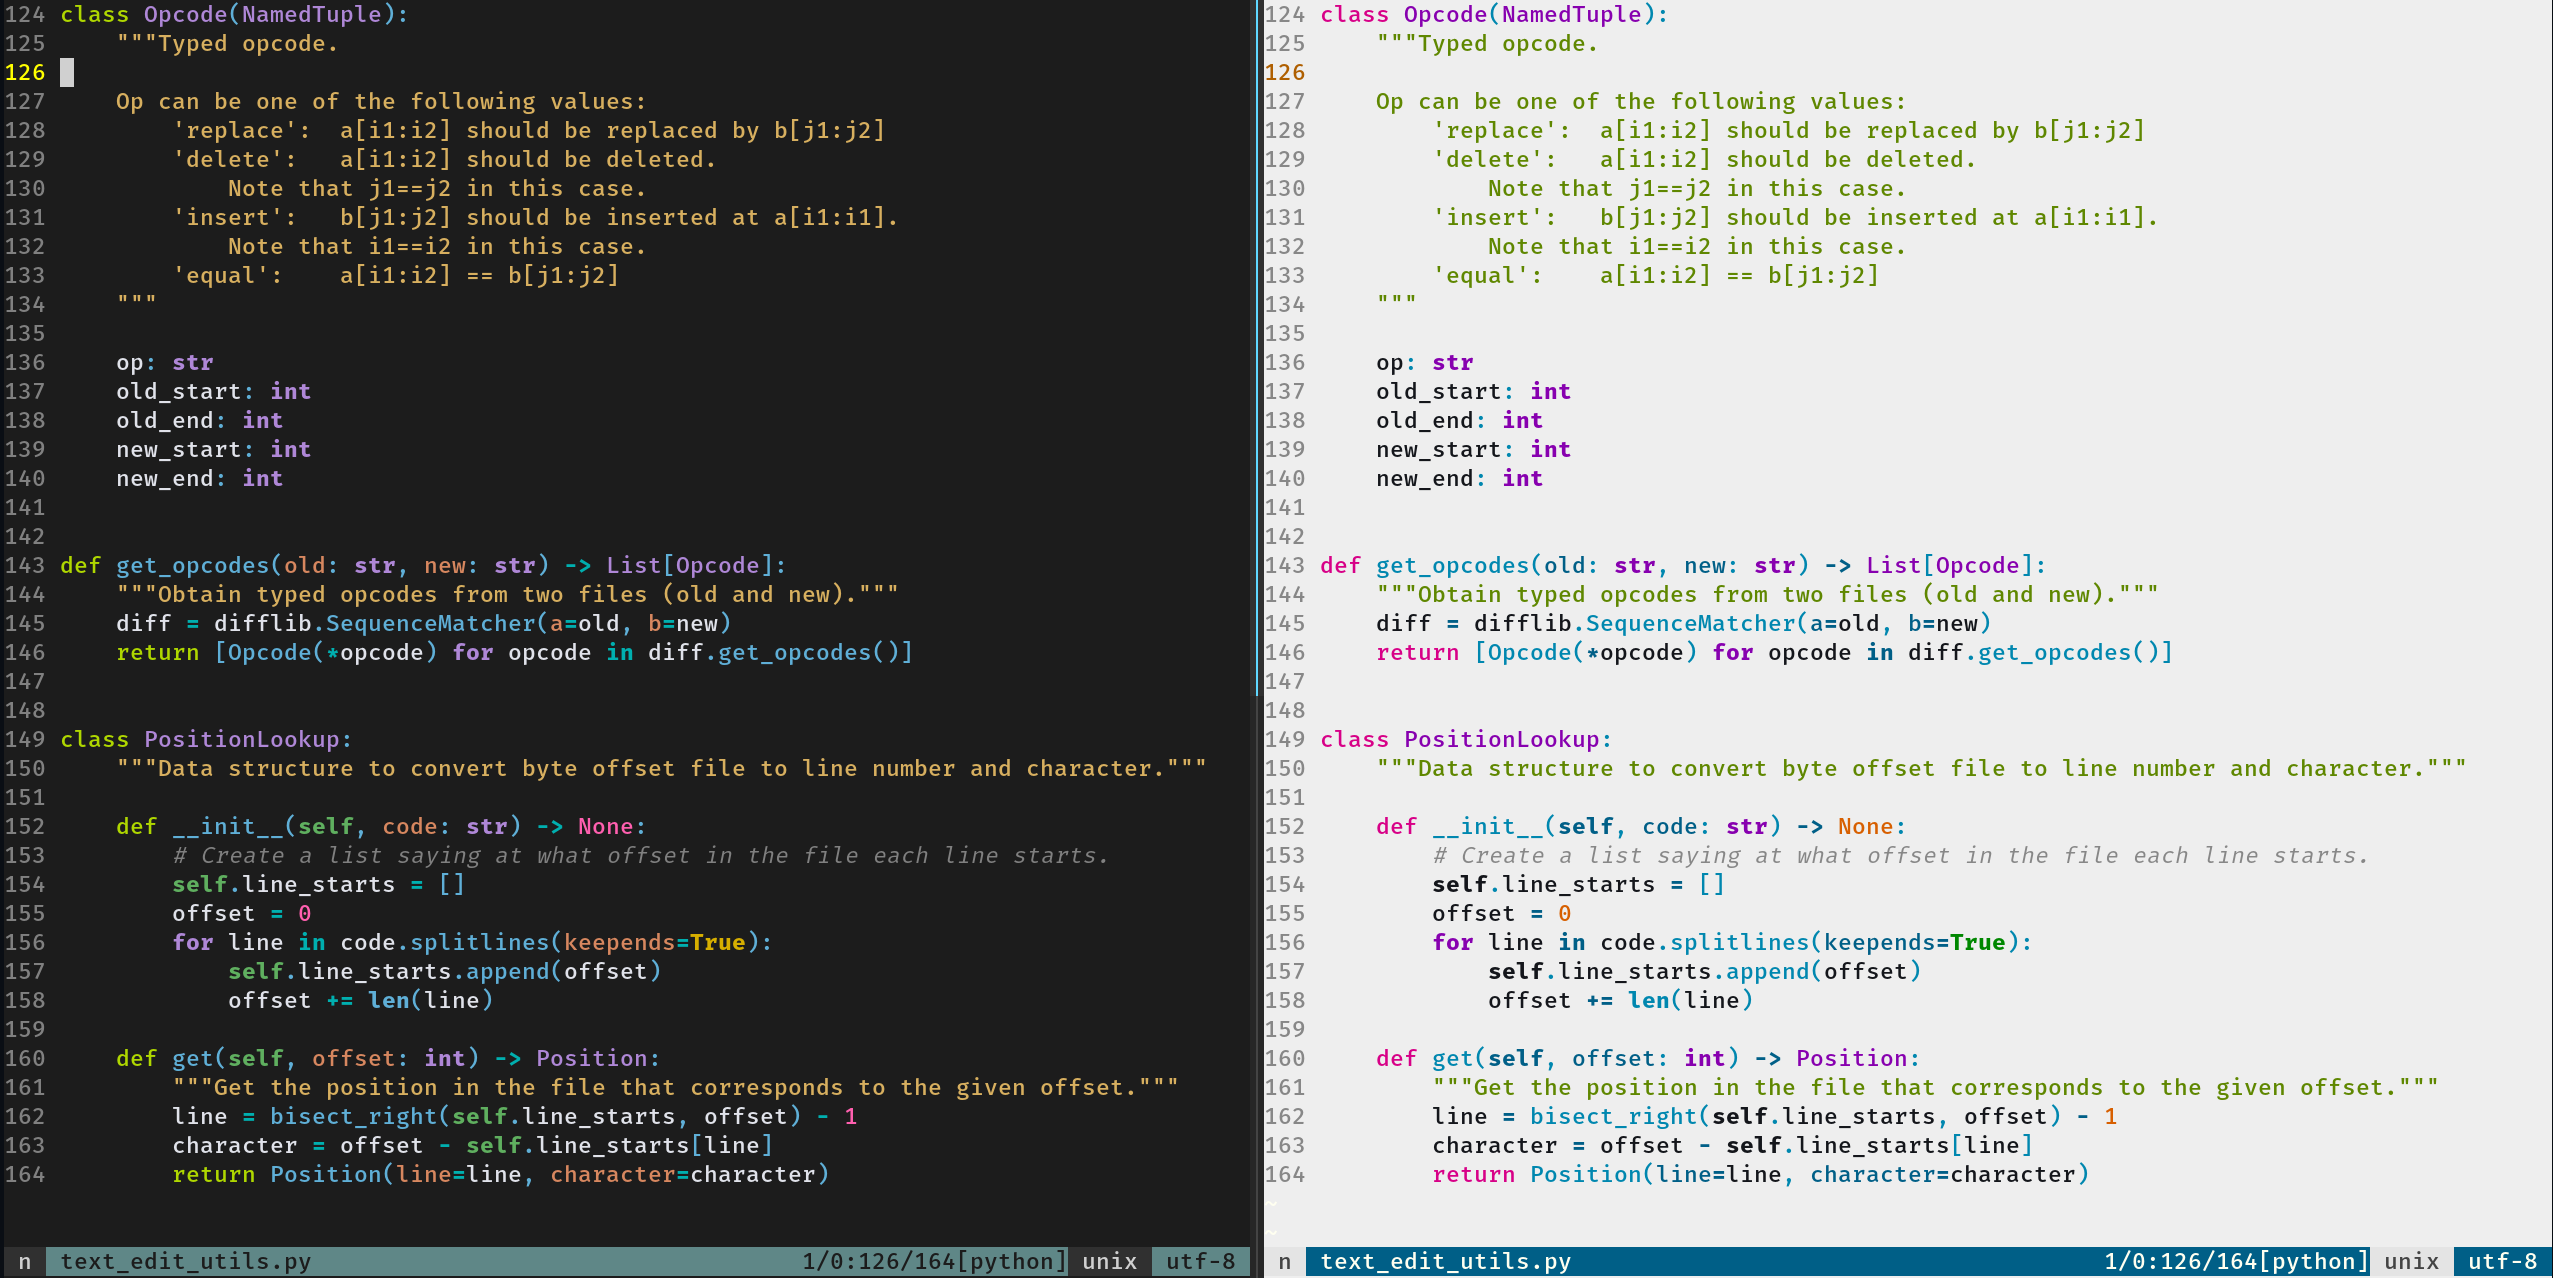 124 class Opcode(NamedTuple):
125     """Typed opcode.
126
127     Op can be one of the following values:
128         'replace':  a[i1:i2] should be replaced by b[j1:j2]
129         'delete':   a[i1:i2] should be deleted.
130             Note that j1==j2 in this case.
131         'insert':   b[j1:j2] should be inserted at a[i1:i1].
132             Note that i1==i2 in this case.
133         'equal':    a[i1:i2] == b[j1:j2]
134     """
135
136     op: str
137     old_start: int
138     old_end: int
139     new_start: int
140     new_end: int
141
142
143 def get_opcodes(old: str, new: str) -> List[Opcode]:
144     """Obtain typed opcodes from two files (old and new)."""
145     diff = difflib.SequenceMatcher(a=old, b=new)
146     return [Opcode(*opcode) for opcode in diff.get_opcodes()]
147
148
149 class PositionLookup:
150     """Data structure to convert byte offset file to line number and character."""
151
152     def __init__(self, code: str) -> None:
153         # Create a list saying at what offset in the file each line starts.
154         self.line_starts = []
155         offset = 0
156         for line in code.splitlines(keepends=True):
157             self.line_starts.append(offset)
158             offset += len(line)
159
160     def get(self, offset: int) -> Position:
161         """Get the position in the file that corresponds to the given offset."""
162         line = bisect_right(self.line_starts, offset) - 1
163         character = offset - self.line_starts[line]
164         return Position(line=line, character=character)
n text_edit_utils.py 1/0:126/164[python] unix utf-8
124 class Opcode(NamedTuple):
125     """Typed opcode.
126
127     Op can be one of the following values:
128         'replace':  a[i1:i2] should be replaced by b[j1:j2]
129         'delete':   a[i1:i2] should be deleted.
130             Note that j1==j2 in this case.
131         'insert':   b[j1:j2] should be inserted at a[i1:i1].
132             Note that i1==i2 in this case.
133         'equal':    a[i1:i2] == b[j1:j2]
134     """
135
136     op: str
137     old_start: int
138     old_end: int
139     new_start: int
140     new_end: int
141
142
143 def get_opcodes(old: str, new: str) -> List[Opcode]:
144     """Obtain typed opcodes from two files (old and new)."""
145     diff = difflib.SequenceMatcher(a=old, b=new)
146     return [Opcode(*opcode) for opcode in diff.get_opcodes()]
147
148
149 class PositionLookup:
150     """Data structure to convert byte offset file to line number and character."""
151
152     def __init__(self, code: str) -> None:
153         # Create a list saying at what offset in the file each line starts.
154         self.line_starts = []
155         offset = 0
156         for line in code.splitlines(keepends=True):
157             self.line_starts.append(offset)
158             offset += len(line)
159
160     def get(self, offset: int) -> Position:
161         """Get the position in the file that corresponds to the given offset."""
162         line = bisect_right(self.line_starts, offset) - 1
163         character = offset - self.line_starts[line]
164         return Position(line=line, character=character)
~
~
n text_edit_utils.py 1/0:126/164[python] unix utf-8